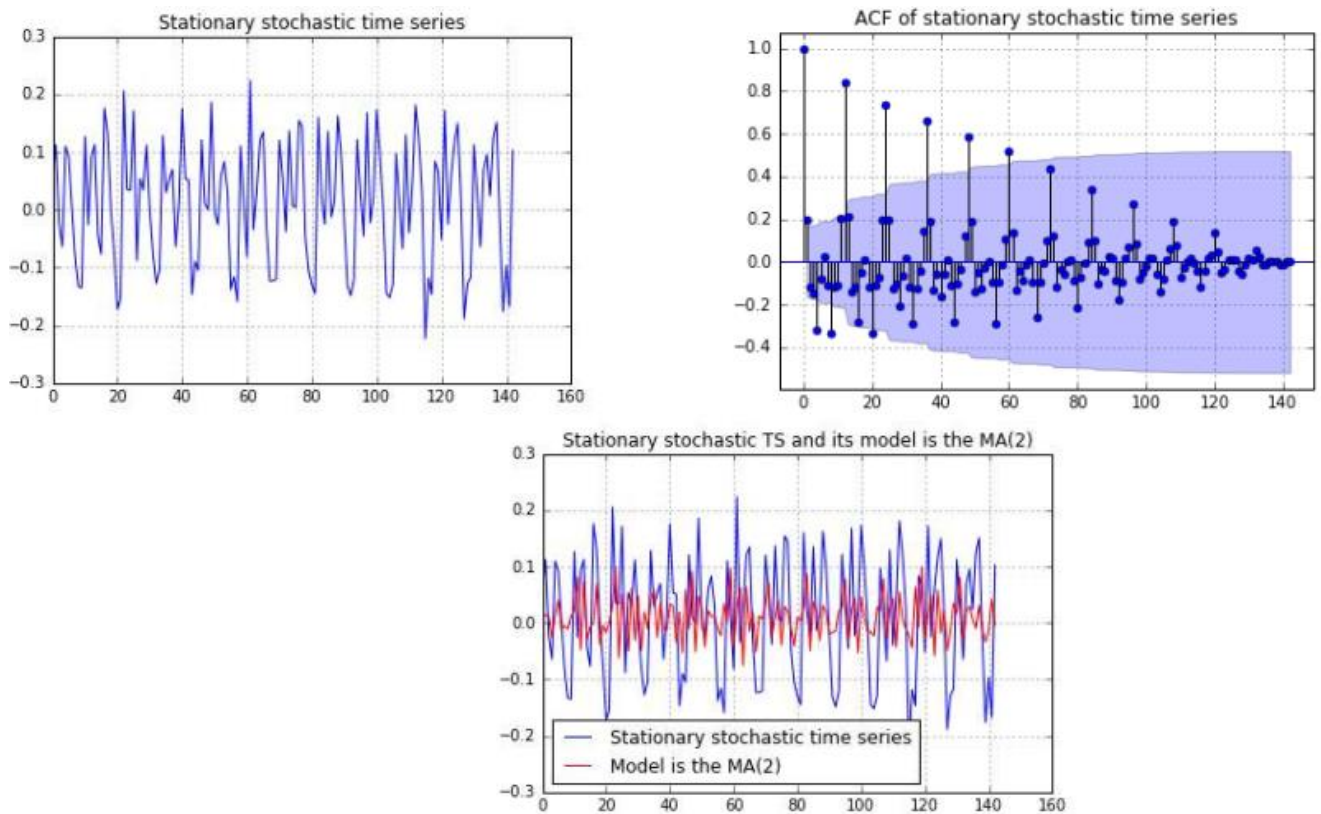 Stationary stochastic time series
0.3
0.2
0.1
0.0
−0.1
−0.2
−0.3
0 20 40 60 80 100 120 140 160
ACF of stationary stochastic time series
1.0
0.8
0.6
0.4
0.2
0.0
−0.2
−0.4
0 20 40 60 80 100 120 140
Stationary stochastic TS and its model is the MA(2)
0.3
0.2
0.1
0.0
−0.1
−0.2
−0.3
Stationary stochastic time series
Model is the MA(2)
0 20 40 60 80 100 120 140 160